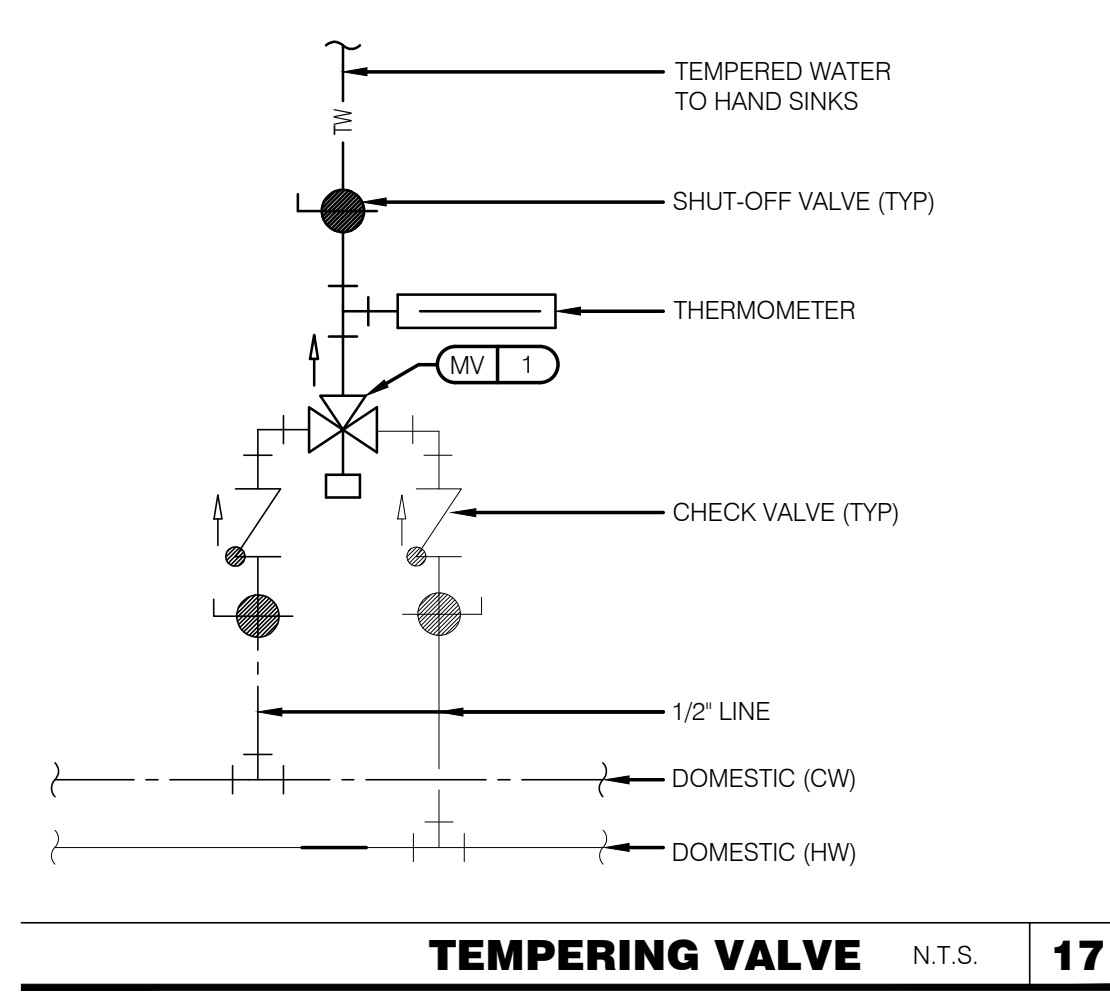 TEMPERED WATER
TO HAND SINKS
TW
SHUT-OFF VALVE (TYP)
THERMOMETER
MV 1
CHECK VALVE (TYP)
1/2" LINE
DOMESTIC (CW)
DOMESTIC (HW)
TEMPERING VALVE N.T.S. 17